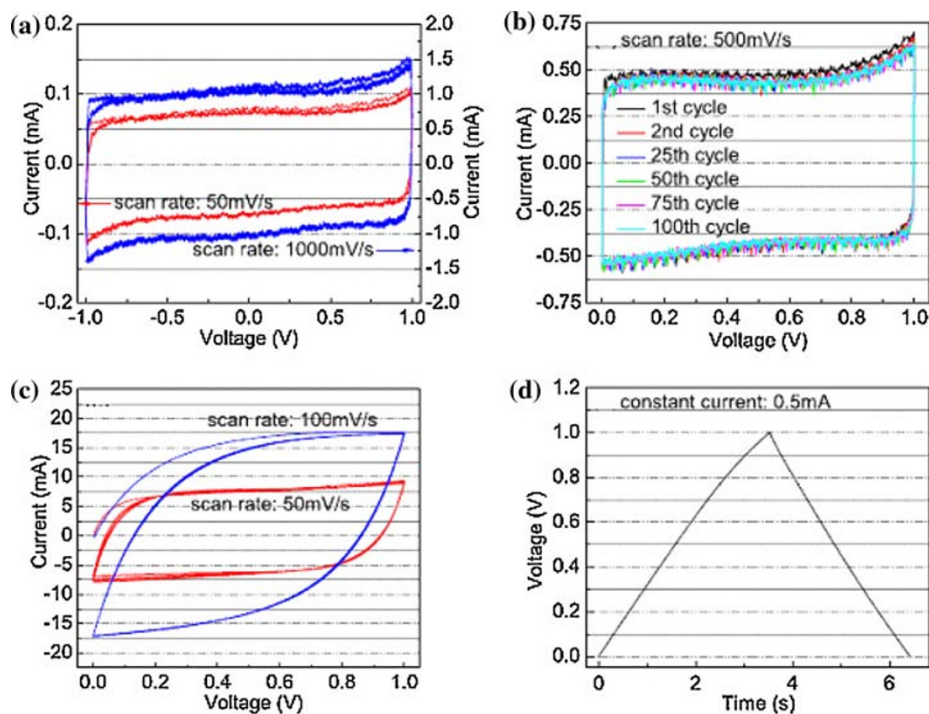 (a)
0.2
0.1
0.0
-0.1
-0.2
Current (mA)
2.0
1.5
1.0
0.5
0.0
-0.5
-1.0
-1.5
-2.0
Current (mA)
scan rate: 50mV/s
scan rate: 1000mV/s
-1.0 -0.5 0.0 0.5 1.0
Voltage (V)
(b)
0.75
0.50
0.25
0.00
-0.25
-0.50
-0.75
Current (mA)
scan rate: 500mV/s
1st cycle
2nd cycle
25th cycle
50th cycle
75th cycle
100th cycle
0.0 0.2 0.4 0.6 0.8 1.0
Voltage (V)
(c)
25
20
15
10
5
0
-5
-10
-15
-20
Current (mA)
scan rate: 100mV/s
scan rate: 50mV/s
0.0 0.2 0.4 0.6 0.8 1.0
Voltage (V)
(d)
1.2
1.0
0.8
0.6
0.4
0.2
0.0
Voltage (V)
constant current: 0.5mA
0 2 4 6
Time (s)